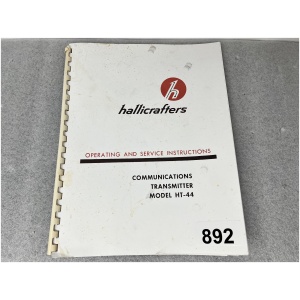 h
hallicrafters
OPERATING AND SERVICE INSTRUCTIONS
COMMUNICATIONS
TRANSMITTER
MODEL HT-44
892